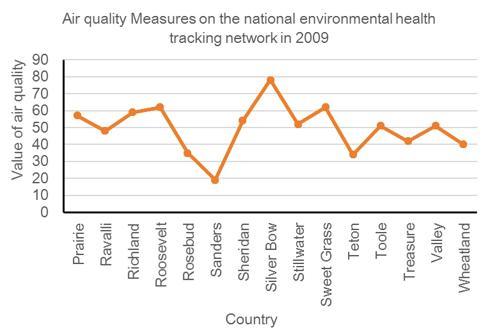 Air quality Measures on the national environmental health
tracking network in 2009
Value of air quality
90
80
70
60
50
40
30
20
10
0
Prairie
Ravalli
Richland
Roosevelt
Rosebud
Sanders
Sheridan
Silver Bow
Stillwater
Sweet Grass
Teton
Toole
Treasure
Valley
Wheatland
Country